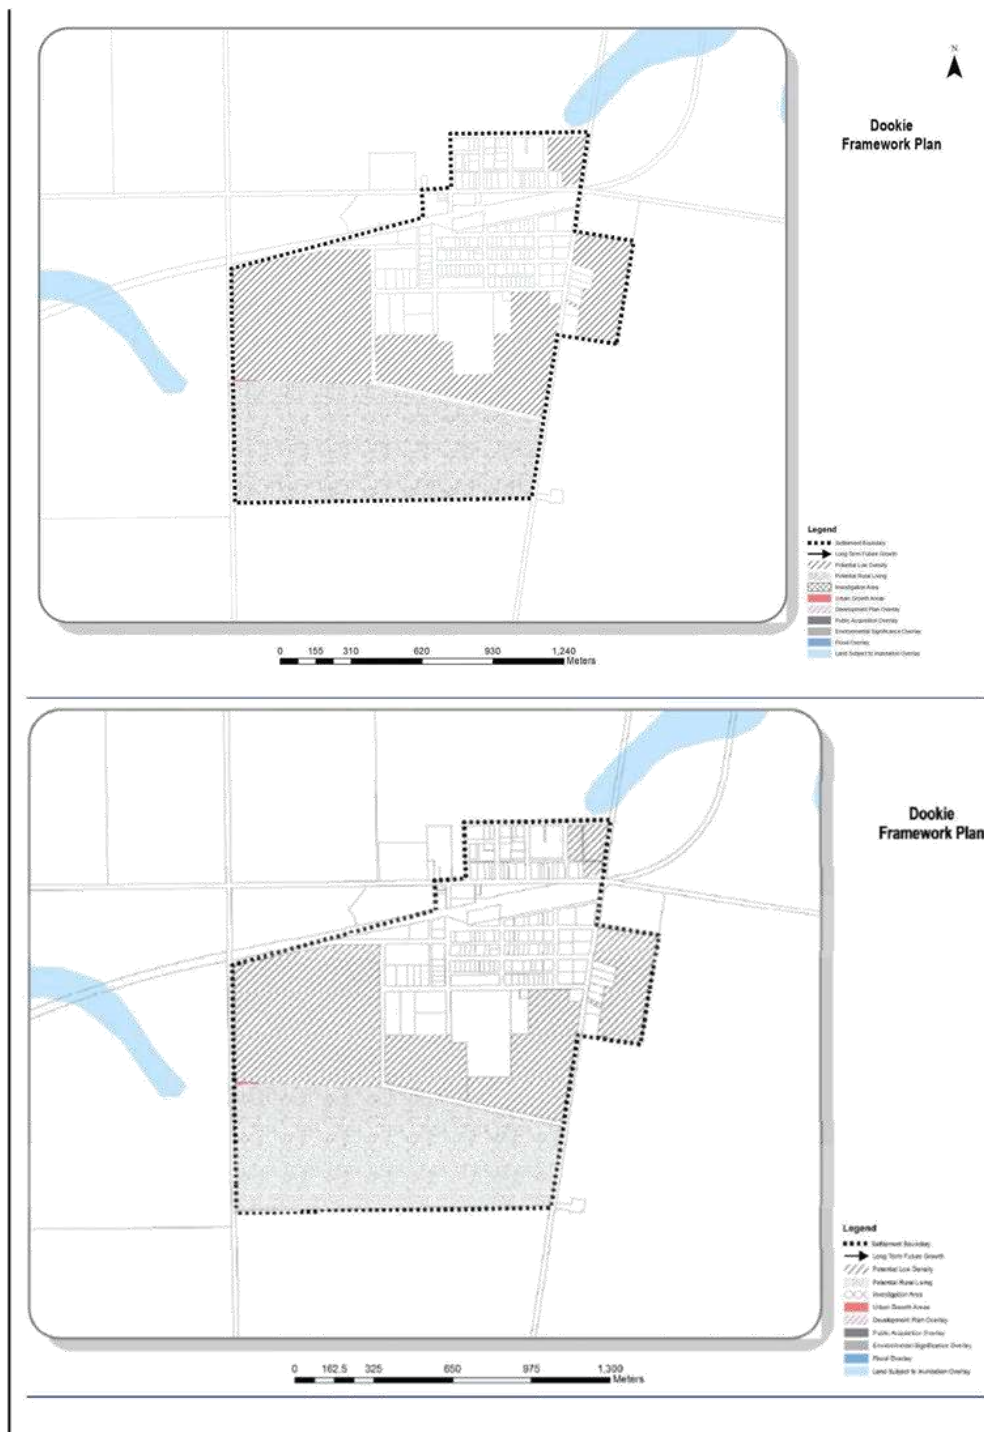 N
Dookie
Framework Plan
Legend
Settlement Boundary
Long Term Future Growth
Potential Low Density
Potential Rural Living
Investigation Area
Urban Growth Areas
Development Plan Overlay
Public Acquisition Overlay
Environmental Significance Overlay
Flood Overlay
Land Subject to Inundation Overlay
0 155 310 620 930 1,240
Meters
Dookie
Framework Plan
Legend
Settlement Boundary
Long Term Future Growth
Potential Low Density
Potential Rural Living
Investigation Area
Urban Growth Areas
Development Plan Overlay
Public Acquisition Overlay
Environmental Significance Overlay
Flood Overlay
Land Subject to Inundation Overlay
0 162.5 325 650 975 1,300
Meters